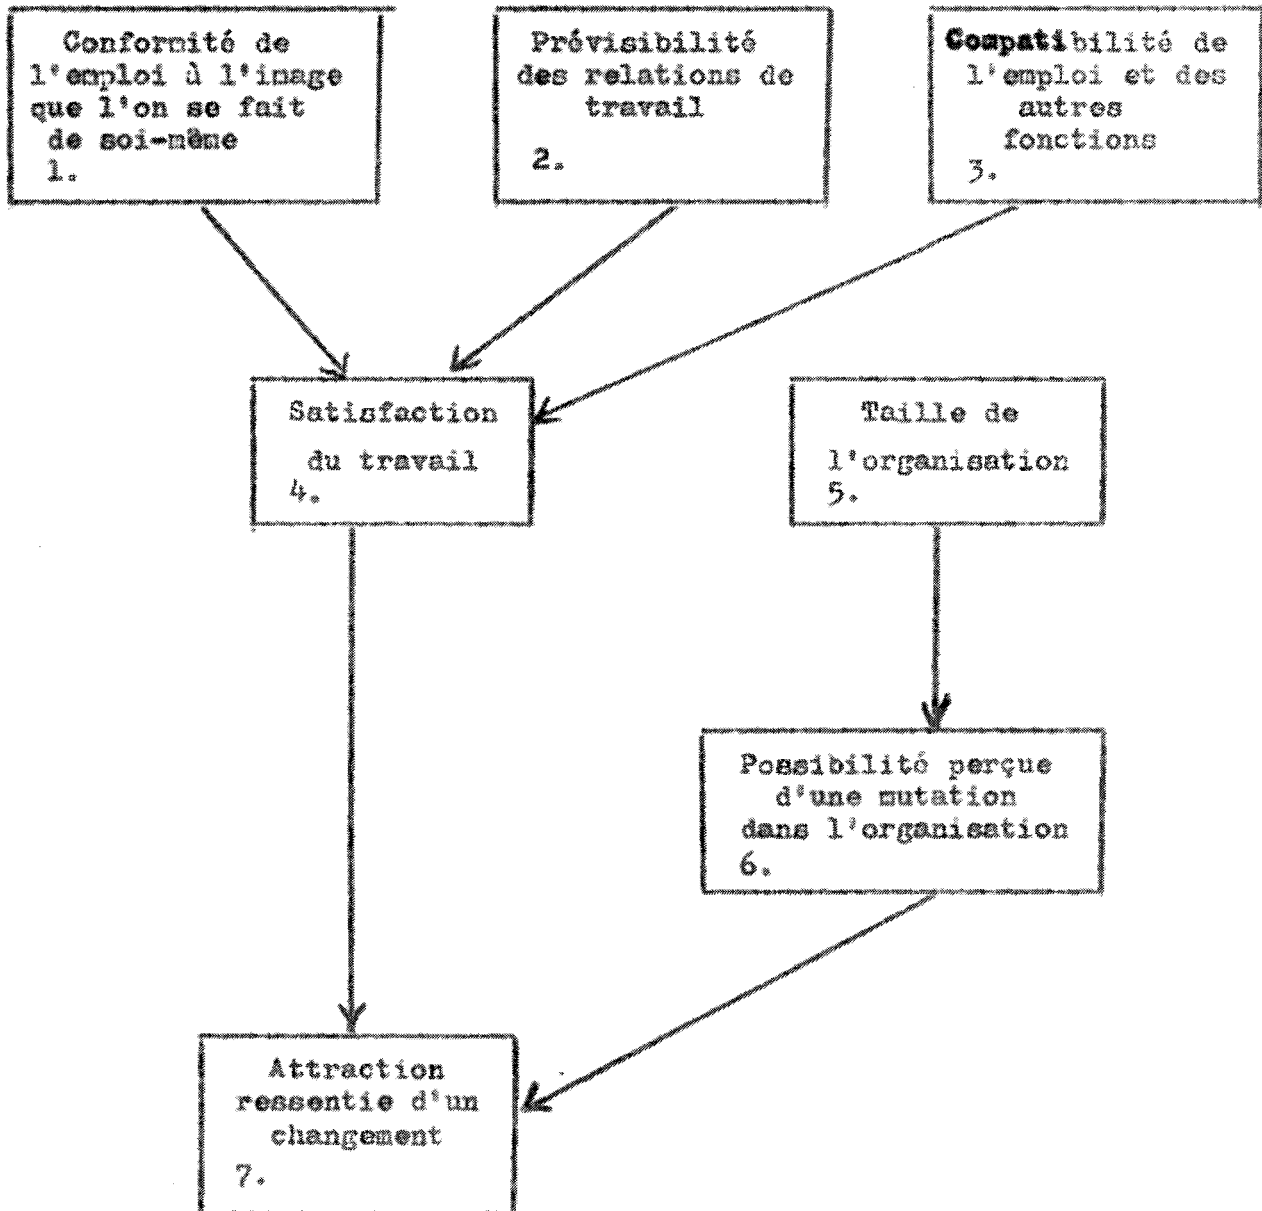 Conformité de
l'emploi à l'image
que l'on se fait
de soi-même
1.
Prévisibilité
des relations de
travail
2.
Compatibilité de
l'emploi et des
autres
fonctions
3.
Satisfaction
du travail
4.
Taille de
l'organisation
5.
Possibilité perçue
d'une mutation
dans l'organisation
6.
Attraction
ressentie d'un
changement
7.